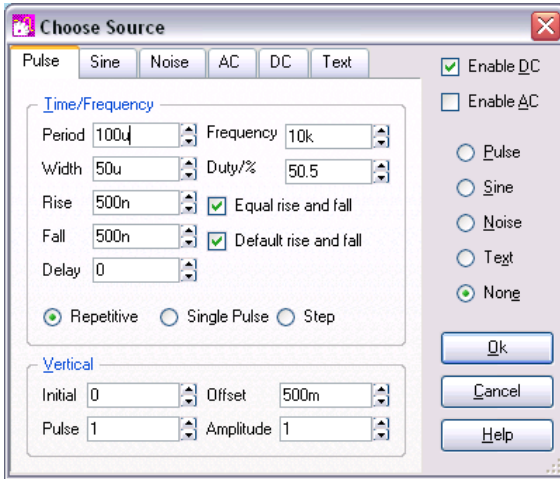 Choose Source
Pulse Sine Noise AC DC Text
Time/Frequency
Period 100u Frequency 10k
Width 50u Duty/% 50.5
Rise 500n Equal rise and fall
Fall 500n Default rise and fall
Delay 0
Repetitive Single Pulse Step
Vertical
Initial 0 Offset 500m
Pulse 1 Amplitude 1
Enable DC
Enable AC
Pulse
Sine
Noise
Text
None
Ok
Cancel
Help